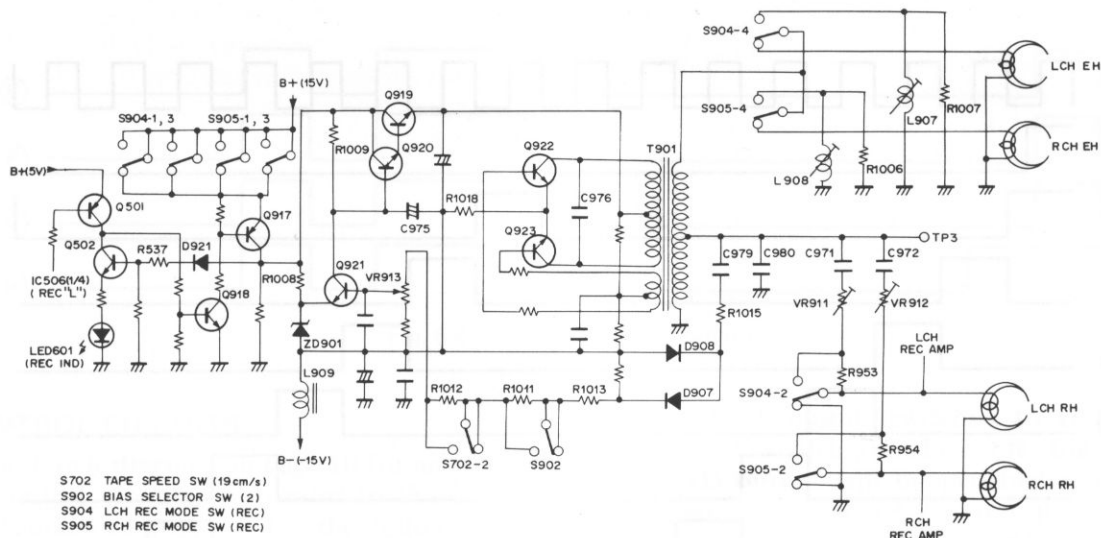 S904-4
LCH EH
B+(15V)
Q919
S904-1, 3
S905-1, 3
R1007
L907
S905-4
R1009
Q920
Q922
T901
RCH EH
B+(5V)
R1006
L908
Q501
R1018
C976
Q917
C975
Q502
R537
D921
Q923
C979
C980
C971
C972
TP3
R1008
Q921
VR913
IC506(1/4)
(REC"L")
Q918
VR911
VR912
R1015
ZD901
D908
LED601
(REC IND)
LCH
REC AMP
L909
R953
R1012
R1011
R1013
D907
S904-2
LCH RH
R954
B-(-15V)
S702-2
S902
S905-2
RCH RH
S702 TAPE SPEED SW (19cm/s)
S902 BIAS SELECTOR SW (2)
S904 LCH REC MODE SW (REC)
S905 RCH REC MODE SW (REC)
RCH
REC AMP